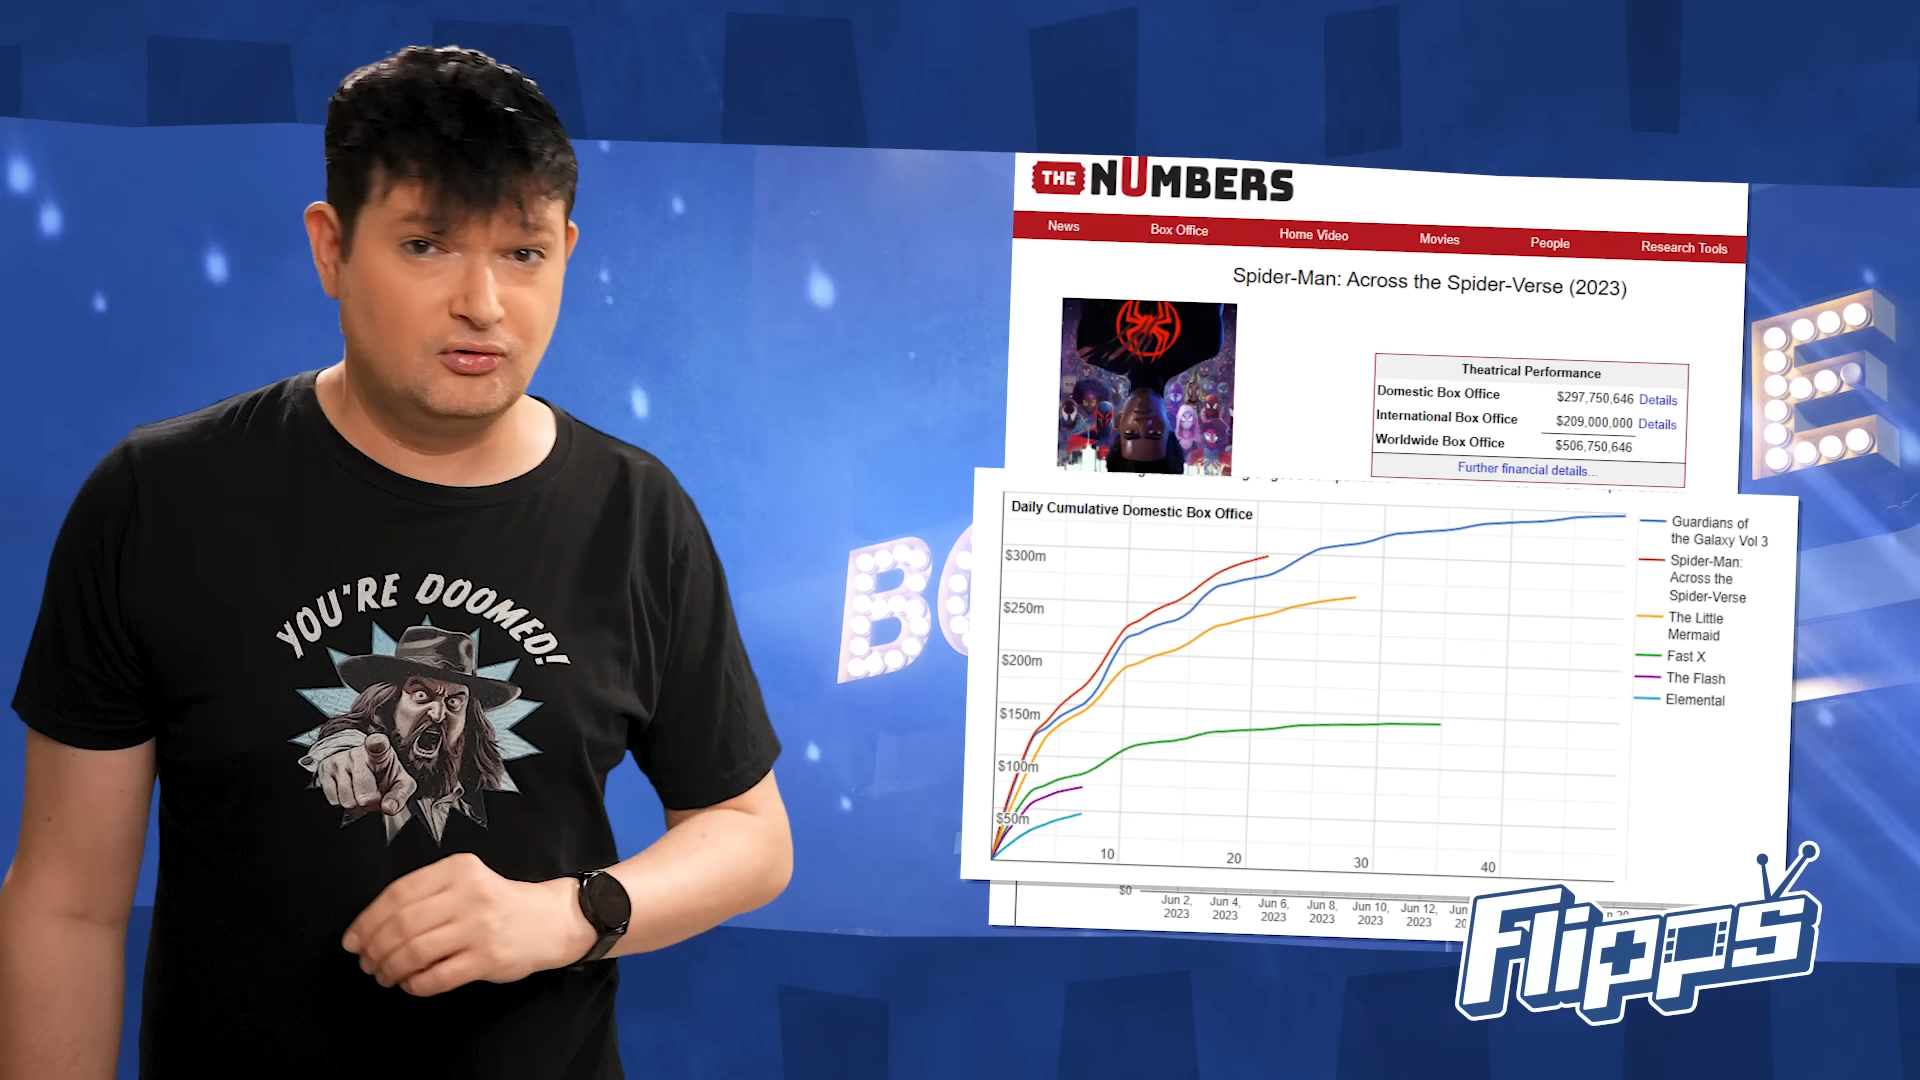 YOU'RE DOOMED!
BO
E
THE NUMBERS
News Box Office Home Video Movies People Research Tools
Spider-Man: Across the Spider-Verse (2023)
Theatrical Performance
Domestic Box Office $297,750,646 Details
International Box Office $209,000,000 Details
Worldwide Box Office $506,750,646
Further financial details...
Daily Cumulative Domestic Box Office
$300m
$250m
$200m
$150m
$100m
$50m
10 20 30 40
Guardians of
the Galaxy Vol 3
Spider-Man:
Across the
Spider-Verse
The Little
Mermaid
Fast X
The Flash
Elemental
$0
Jun 2, Jun 4, Jun 6, Jun 8, Jun 10, Jun 12, Jun
2023 2023 2023 2023 2023 2023 20
Flipps